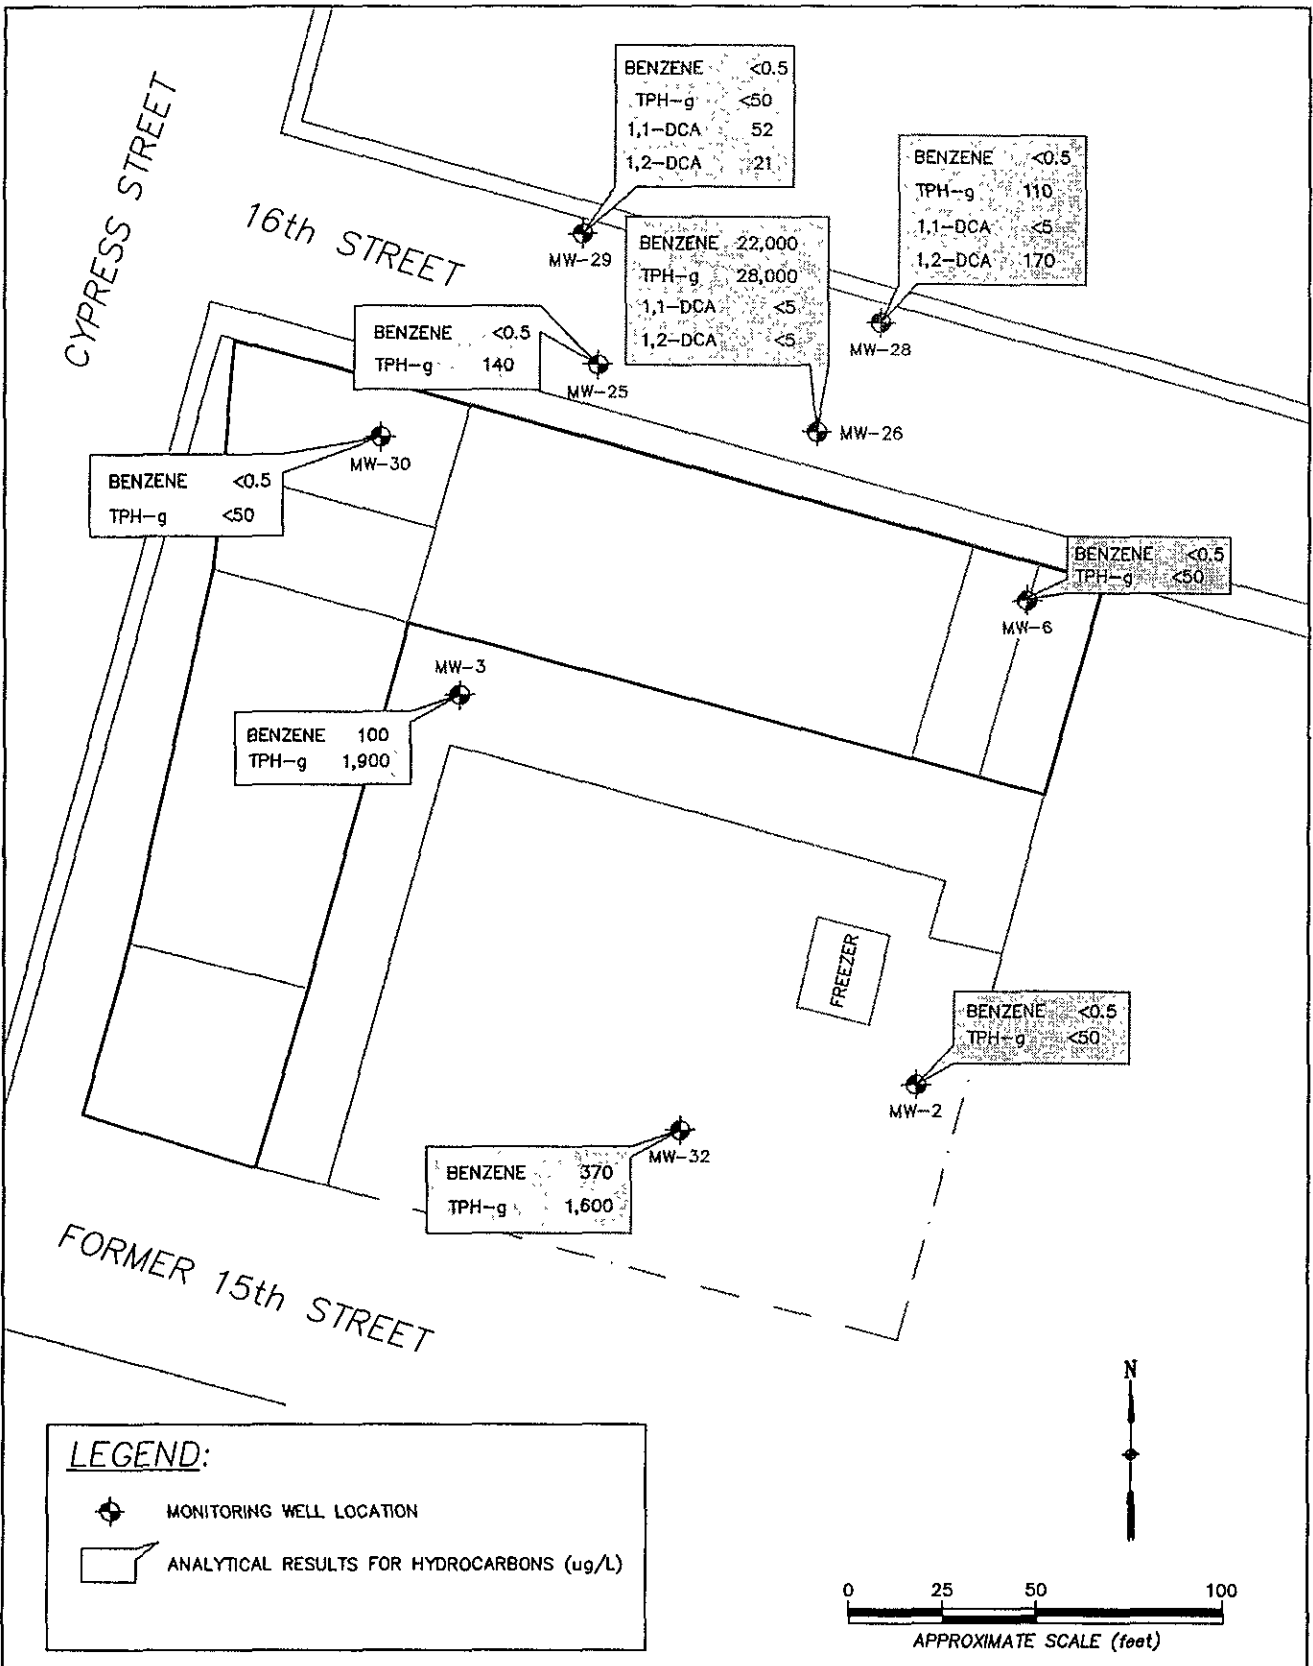 CYPRESS STREET
16th STREET
BENZENE <0.5
TPH-g <50
1,1-DCA 52
1,2-DCA 21
MW-29
BENZENE <0.5
TPH-g 110
1,1-DCA <5
1,2-DCA 170
MW-28
BENZENE 22,000
TPH-g 28,000
1,1-DCA <5
1,2-DCA <5
MW-26
BENZENE <0.5
TPH-g 140
MW-25
BENZENE <0.5
TPH-g <50
MW-30
BENZENE <0.5
TPH-g <50
MW-6
MW-3
BENZENE 100
TPH-g 1,900
FREEZER
BENZENE <0.5
TPH-g <50
MW-2
BENZENE 370
TPH-g 1,600
MW-32
FORMER 15th STREET
N
LEGEND:
MONITORING WELL LOCATION
ANALYTICAL RESULTS FOR HYDROCARBONS (ug/L)
0 25 50 100
APPROXIMATE SCALE (feet)